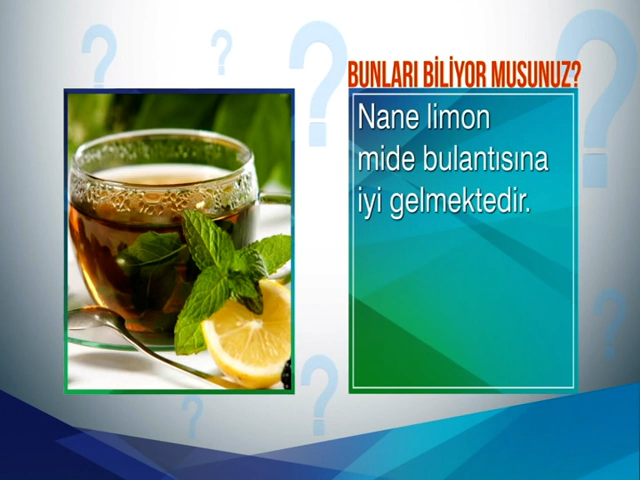 BUNLARI BİLİYOR MUSUNUZ?
Nane limon
mide bulantısına
iyi gelmektedir.